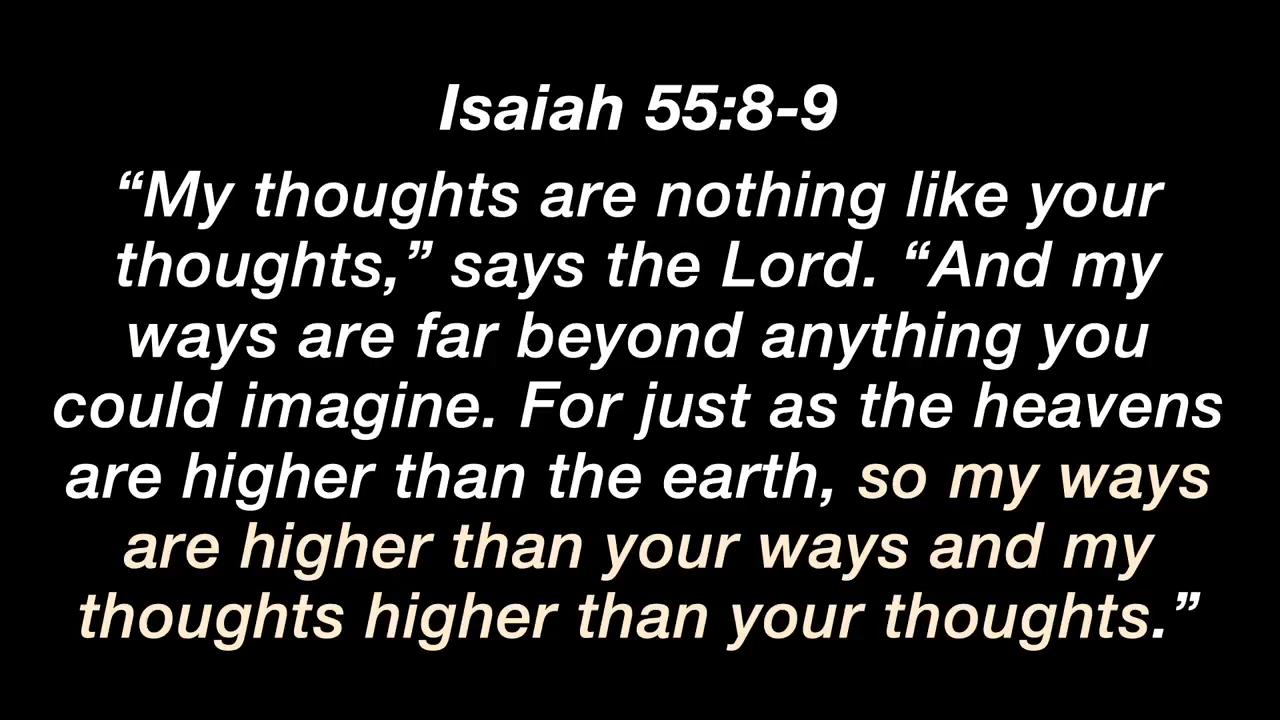 Isaiah 55:8-9
“My thoughts are nothing like your
thoughts,” says the Lord. “And my
ways are far beyond anything you
could imagine. For just as the heavens
are higher than the earth, so my ways
are higher than your ways and my
thoughts higher than your thoughts.”